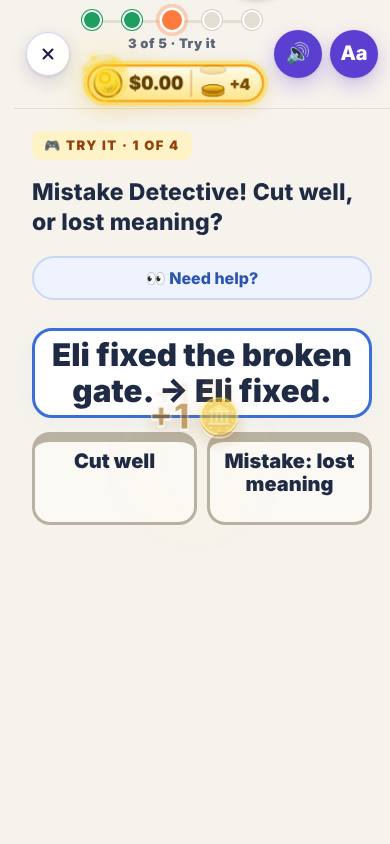 3 of 5 · Try it
$0.00
+4
Aa
TRY IT · 1 OF 4
Mistake Detective! Cut well,
or lost meaning?
Need help?
Eli fixed the broken
gate. → Eli fixed.
+1
Cut well
Mistake: lost
meaning